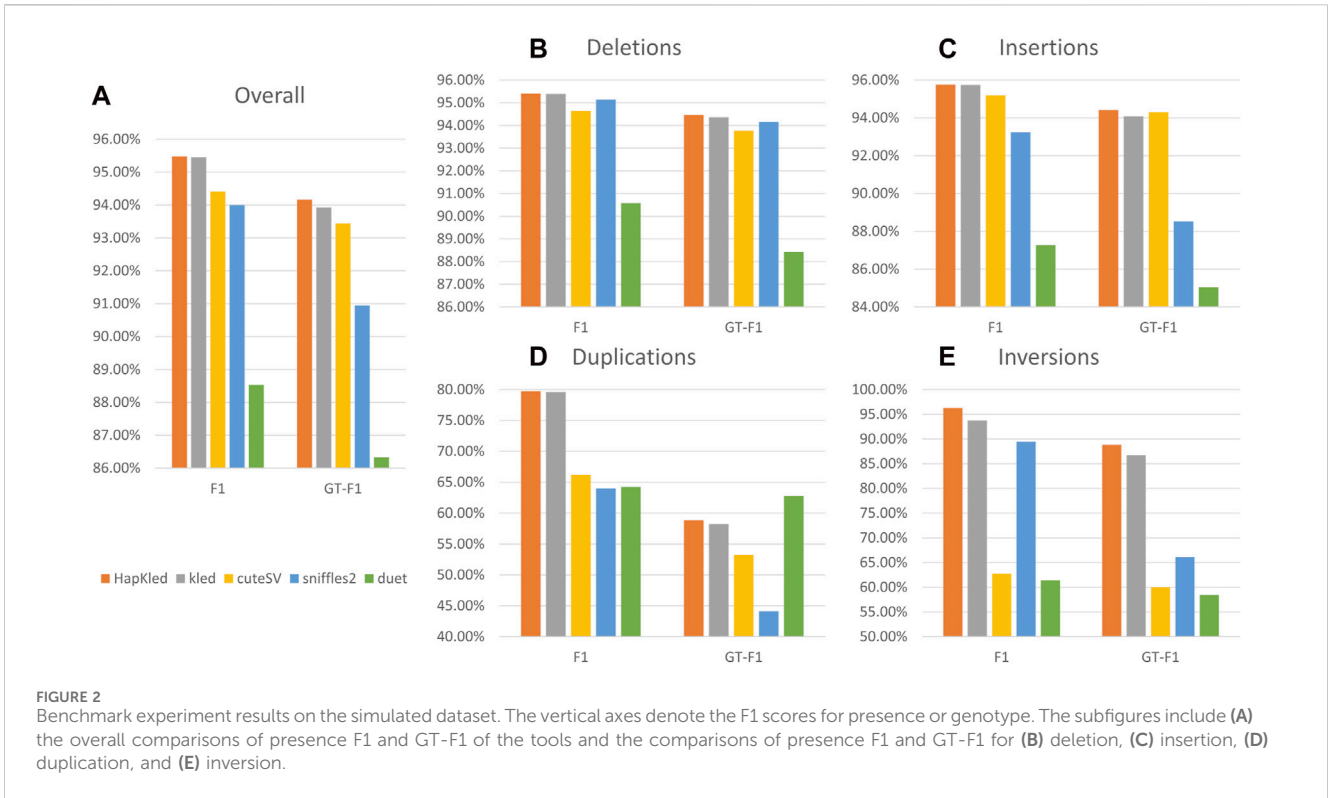 A
Overall
96.00%
95.00%
94.00%
93.00%
92.00%
91.00%
90.00%
89.00%
88.00%
87.00%
86.00%
F1 GT-F1
HapKled kled cuteSV sniffles2 duet
B
Deletions
96.00%
95.00%
94.00%
93.00%
92.00%
91.00%
90.00%
89.00%
88.00%
87.00%
86.00%
F1 GT-F1
C
Insertions
96.00%
94.00%
92.00%
90.00%
88.00%
86.00%
84.00%
F1 GT-F1
D
Duplications
80.00%
75.00%
70.00%
65.00%
60.00%
55.00%
50.00%
45.00%
40.00%
F1 GT-F1
E
Inversions
100.00%
95.00%
90.00%
85.00%
80.00%
75.00%
70.00%
65.00%
60.00%
55.00%
50.00%
F1 GT-F1
FIGURE 2
Benchmark experiment results on the simulated dataset. The vertical axes denote the F1 scores for presence or genotype. The subfigures include (A)
the overall comparisons of presence F1 and GT-F1 of the tools and the comparisons of presence F1 and GT-F1 for (B) deletion, (C) insertion, (D)
duplication, and (E) inversion.